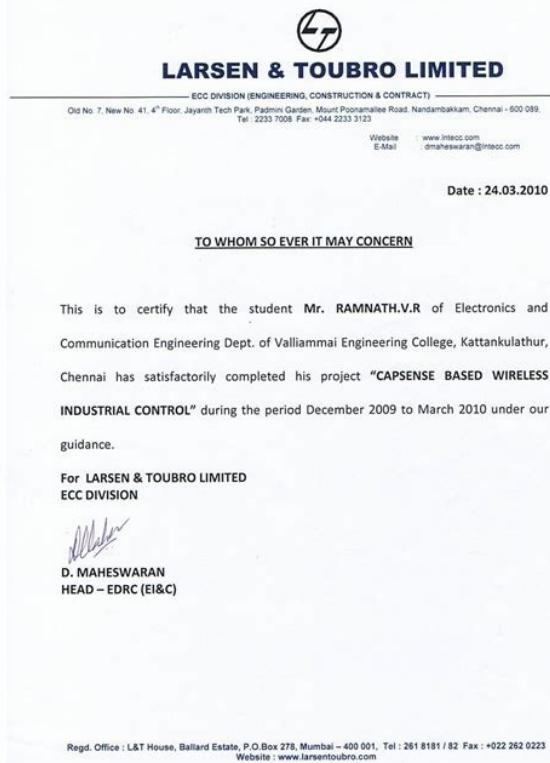 LARSEN & TOUBRO LIMITED
ECC DIVISION (ENGINEERING, CONSTRUCTION & CONTRACT)
Old No. 7, New No. 41, 4th Floor, Jayanth Tech Park, Padmini Garden, Mount Poonamallee Road, Nandambakkam, Chennai - 600 089.
Tel : 2233 7008 Fax: +044 2233 3123
Website : www.lntecc.com
E-Mail : dmaheswaran@lntecc.com
Date : 24.03.2010
TO WHOM SO EVER IT MAY CONCERN
This is to certify that the student Mr. RAMNATH.V.R of Electronics and
Communication Engineering Dept. of Valliammai Engineering College, Kattankulathur,
Chennai has satisfactorily completed his project “CAPSENSE BASED WIRELESS
INDUSTRIAL CONTROL” during the period December 2009 to March 2010 under our
guidance.
For LARSEN & TOUBRO LIMITED
ECC DIVISION
D. MAHESWARAN
HEAD – EDRC (EI&C)
Regd. Office : L&T House, Ballard Estate, P.O.Box 278, Mumbai – 400 001, Tel : 261 8181 / 82 Fax : +022 262 0223
Website : www.larsentoubro.com